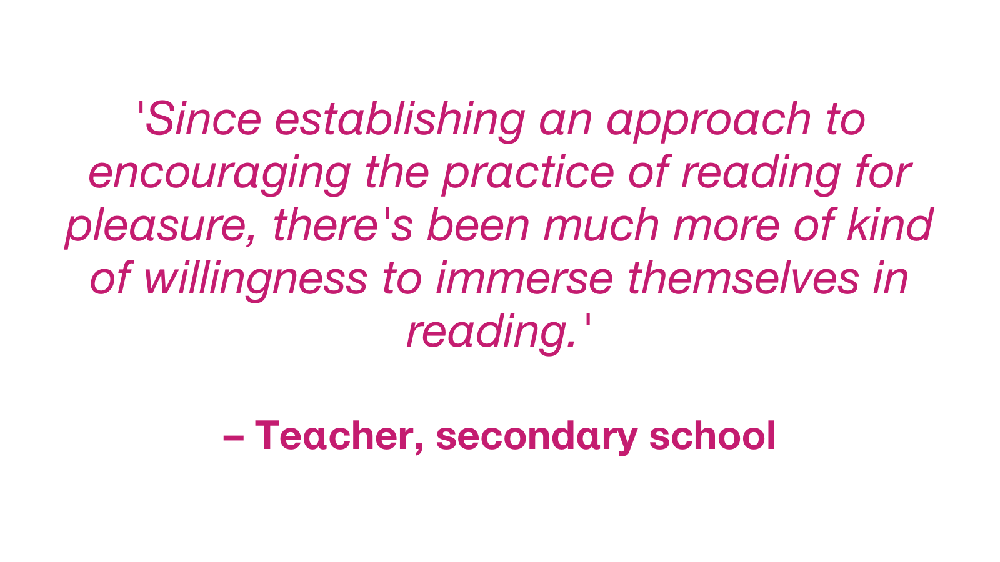 'Since establishing an approach to
encouraging the practice of reading for
pleasure, there's been much more of kind
of willingness to immerse themselves in
reading.'
– Teacher, secondary school